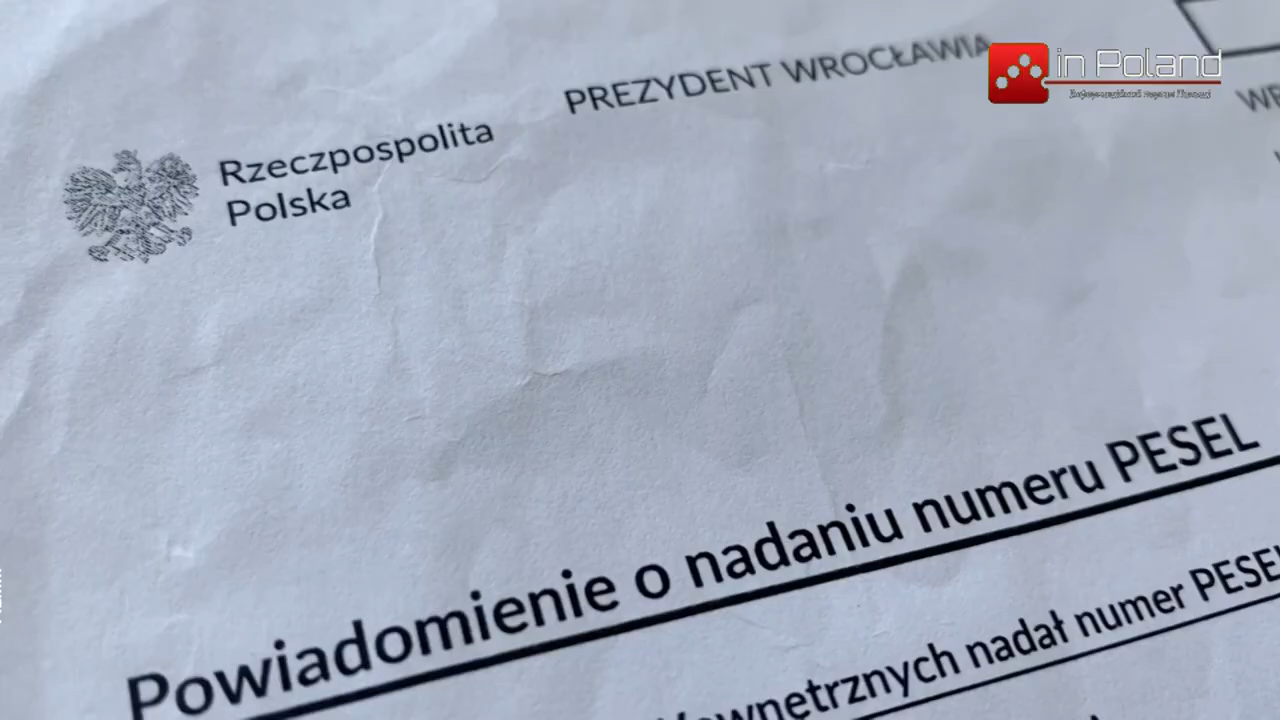 PREZYDENT WROCŁAWIA
in Poland
Rzeczpospolita
Polska
Powiadomienie o nadaniu numeru PESEL
nadał numer PESEL